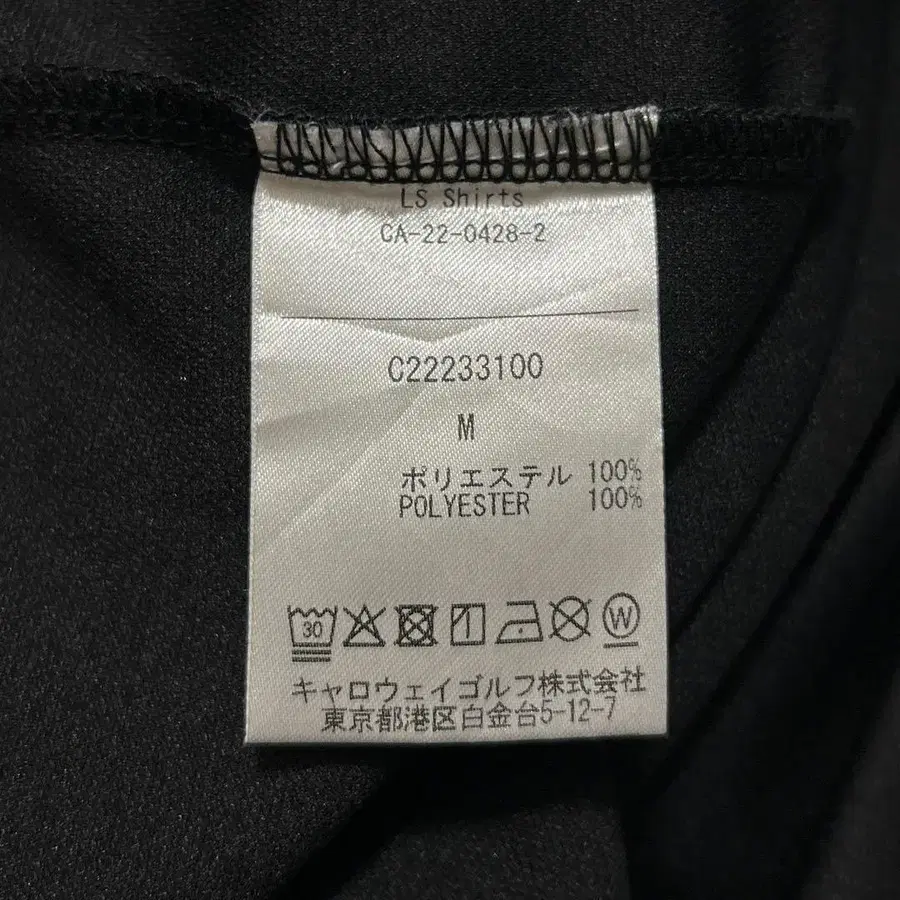 LS Shirts
CA-22-0428-2
C22233100
M
ポリエステル 100%
POLYESTER 100%
30 W
キャロウェイゴルフ株式会社
東京都港区白金台5-12-7